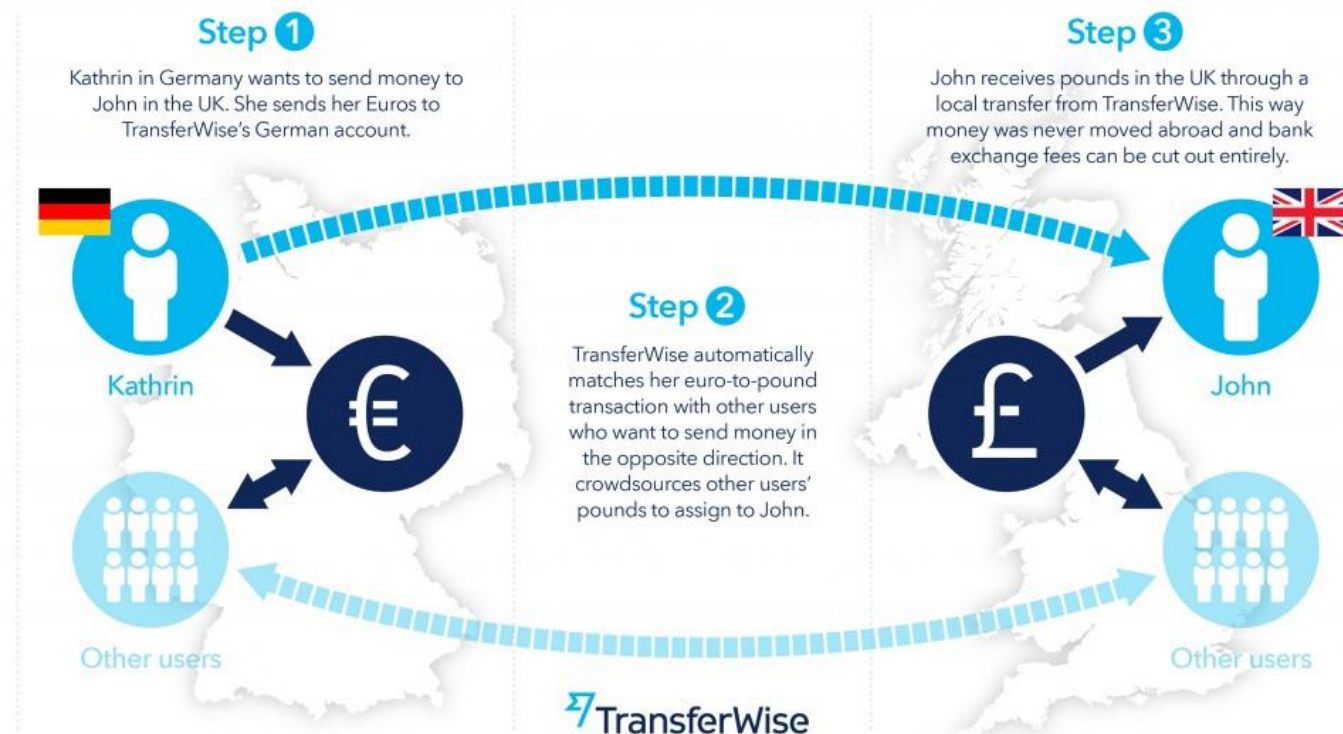 Step 1
Kathrin in Germany wants to send money to
John in the UK. She sends her Euros to
TransferWise's German account.
Kathrin
€
Other users
Step 2
TransferWise automatically
matches her euro-to-pound
transaction with other users
who want to send money in
the opposite direction. It
crowdsources other users'
pounds to assign to John.
Step 3
John receives pounds in the UK through a
local transfer from TransferWise. This way
money was never moved abroad and bank
exchange fees can be cut out entirely.
£
John
Other users
TransferWise